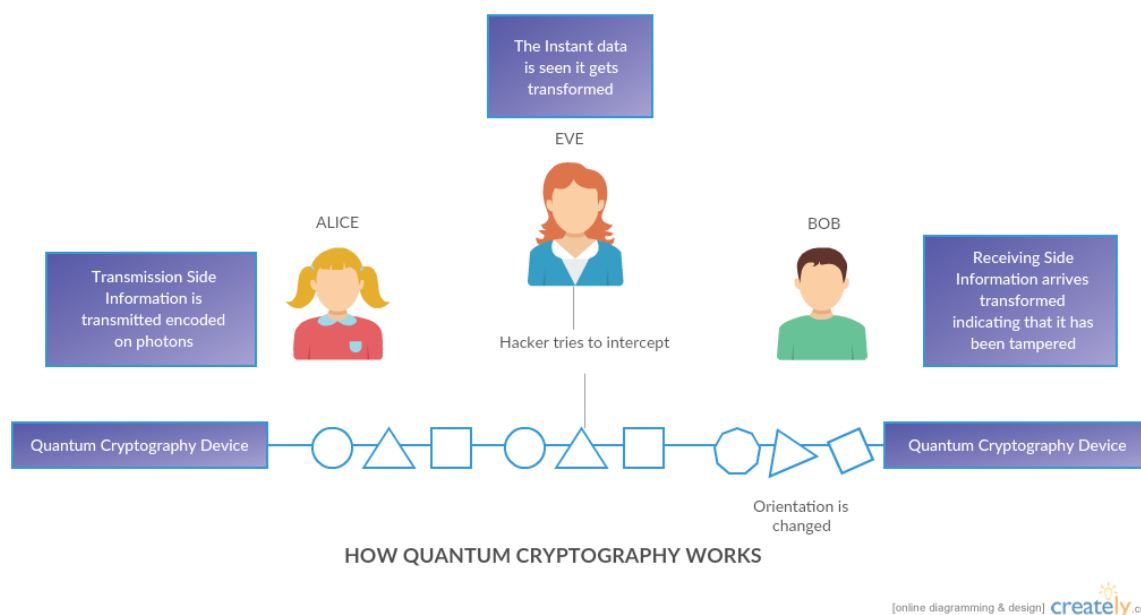 The Instant data
is seen it gets
transformed
EVE
ALICE
BOB
Transmission Side
Information is
transmitted encoded
on photons
Receiving Side
Information arrives
transformed
indicating that it has
been tampered
Hacker tries to intercept
Quantum Cryptography Device
Quantum Cryptography Device
Orientation is
changed
HOW QUANTUM CRYPTOGRAPHY WORKS
[online diagramming & design] creately.co